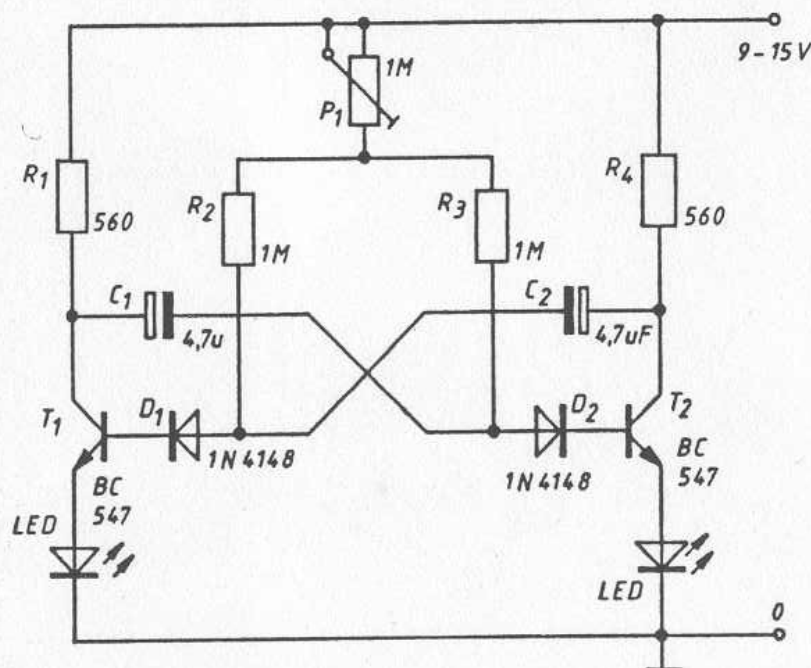 9-15V
1M
P1
R1
560
R2
1M
R3
1M
R4
560
C1
4,7u
C2
4,7uF
T1
D1
1N4148
D2
1N4148
T2
BC
547
BC
547
LED
LED
0